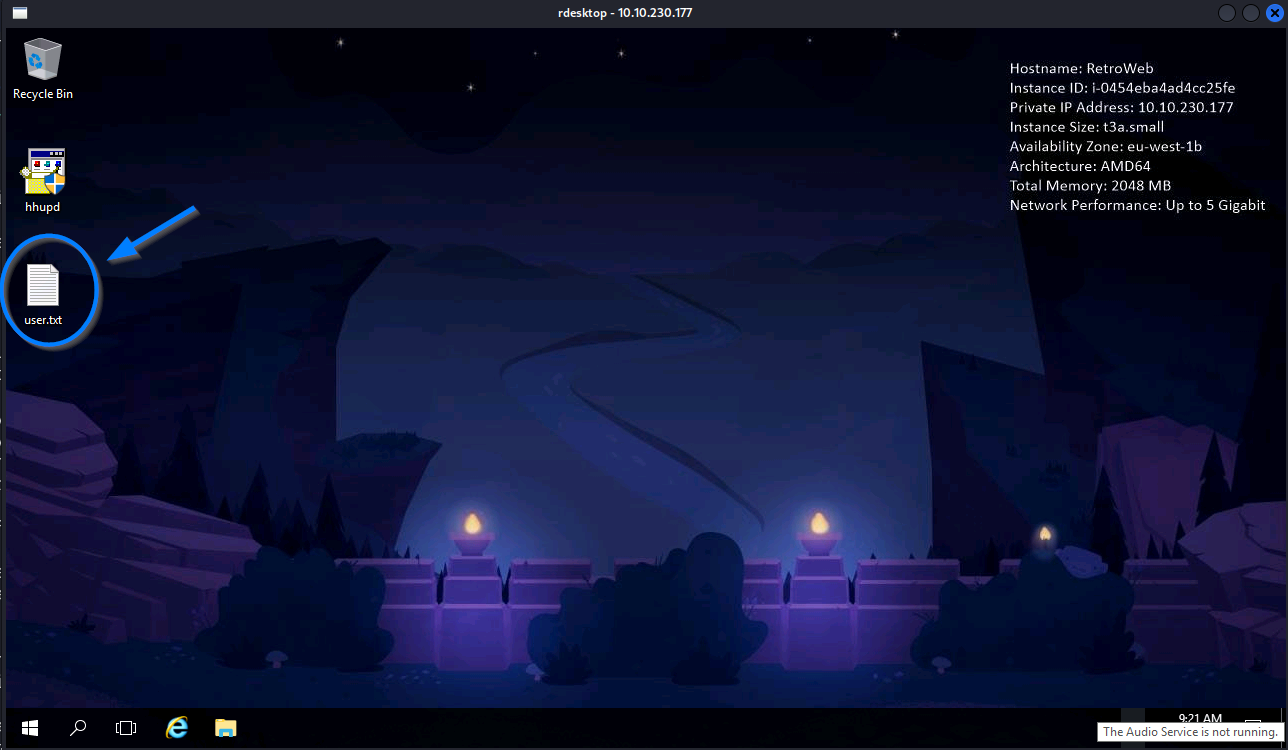 rdesktop - 10.10.230.177
Recycle Bin
hhupd
user.txt
Hostname: RetroWeb
Instance ID: i-0454eba4ad4cc25fe
Private IP Address: 10.10.230.177
Instance Size: t3a.small
Availability Zone: eu-west-1b
Architecture: AMD64
Total Memory: 2048 MB
Network Performance: Up to 5 Gigabit
9:21 AM
The Audio Service is not running.